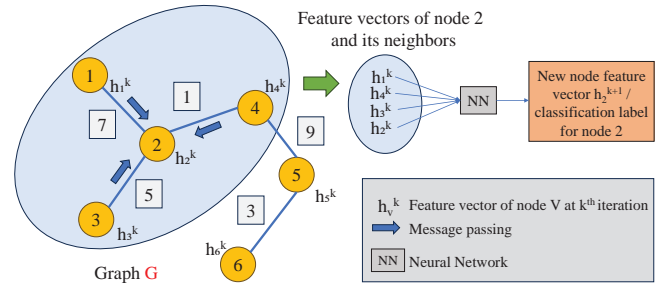 1
h₁ᵏ
7
1
h₄ᵏ
4
2
h₂ᵏ
9
5
5
h₅ᵏ
3
h₃ᵏ
3
h₆ᵏ
6
Graph G
Feature vectors of node 2
and its neighbors
h₁ᵏ
h₄ᵏ
h₃ᵏ
h₂ᵏ
NN
New node feature
vector h₂ᵏ⁺¹ /
classification label
for node 2
hᵥᵏ Feature vector of node V at kᵗʰ iteration
Message passing
NN Neural Network